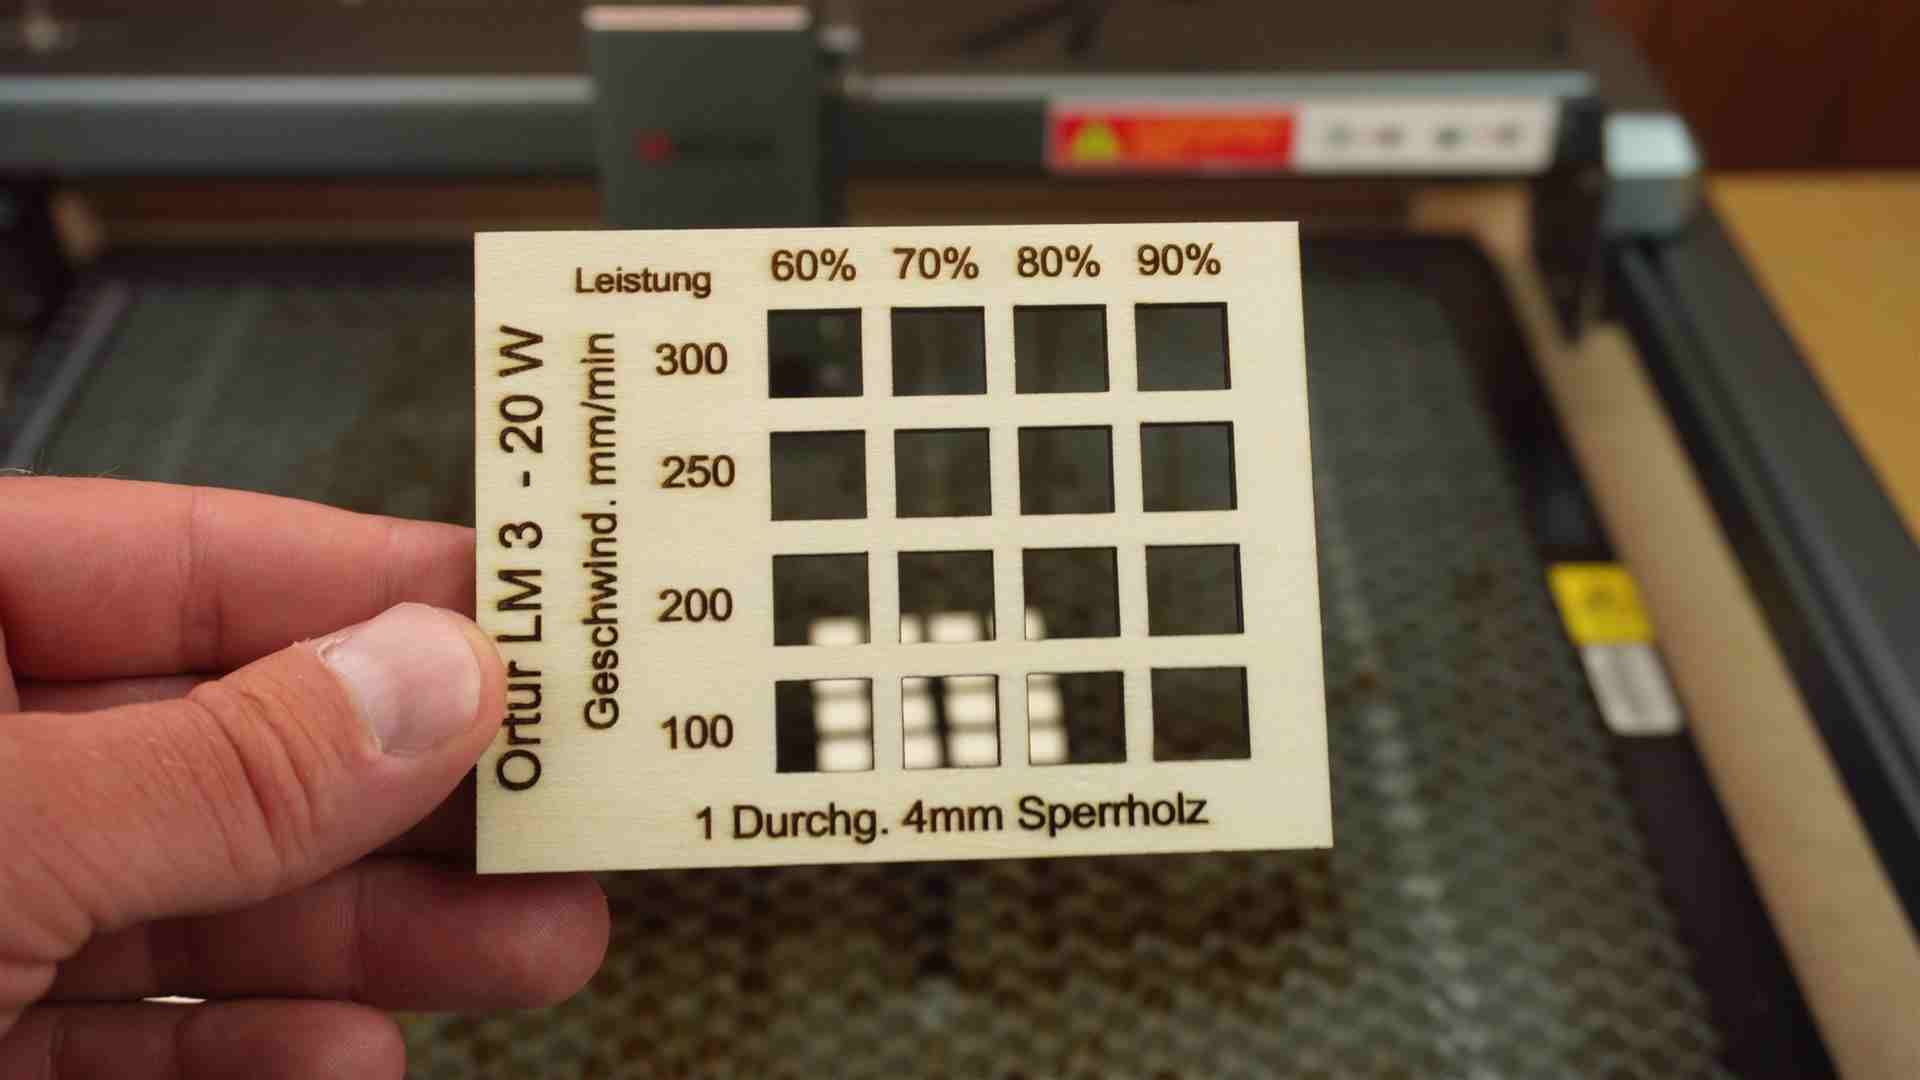 60% 70% 80% 90%
Leistung
Ortur LM 3 - 20 W
Geschwind. mm/min
300
250
200
100
1 Durchg. 4mm Sperrholz